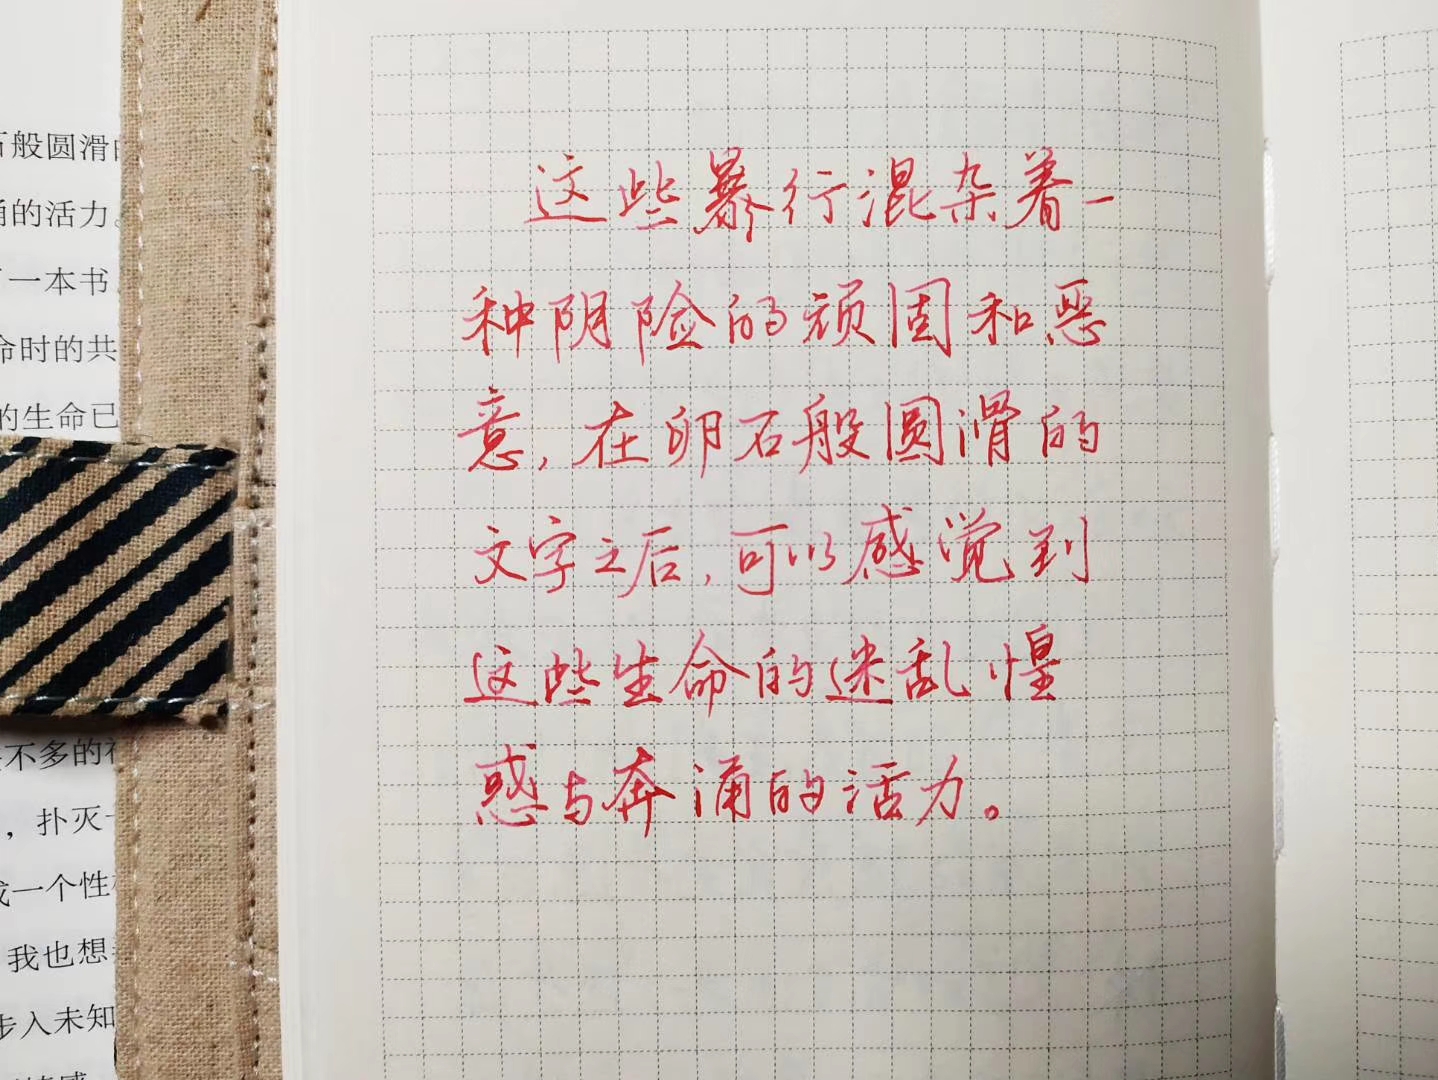 这些暴行混杂着一
种阴险的顽固和恶
意,在卵石般圆滑的
文字之后,可以感觉到
这些生命的迷乱惶
惑与奔涌的活力。
石般圆滑
涌的活力。
一本书
命时的共
的生命已
不多的
，扑灭
一个性
我也想
步入未知